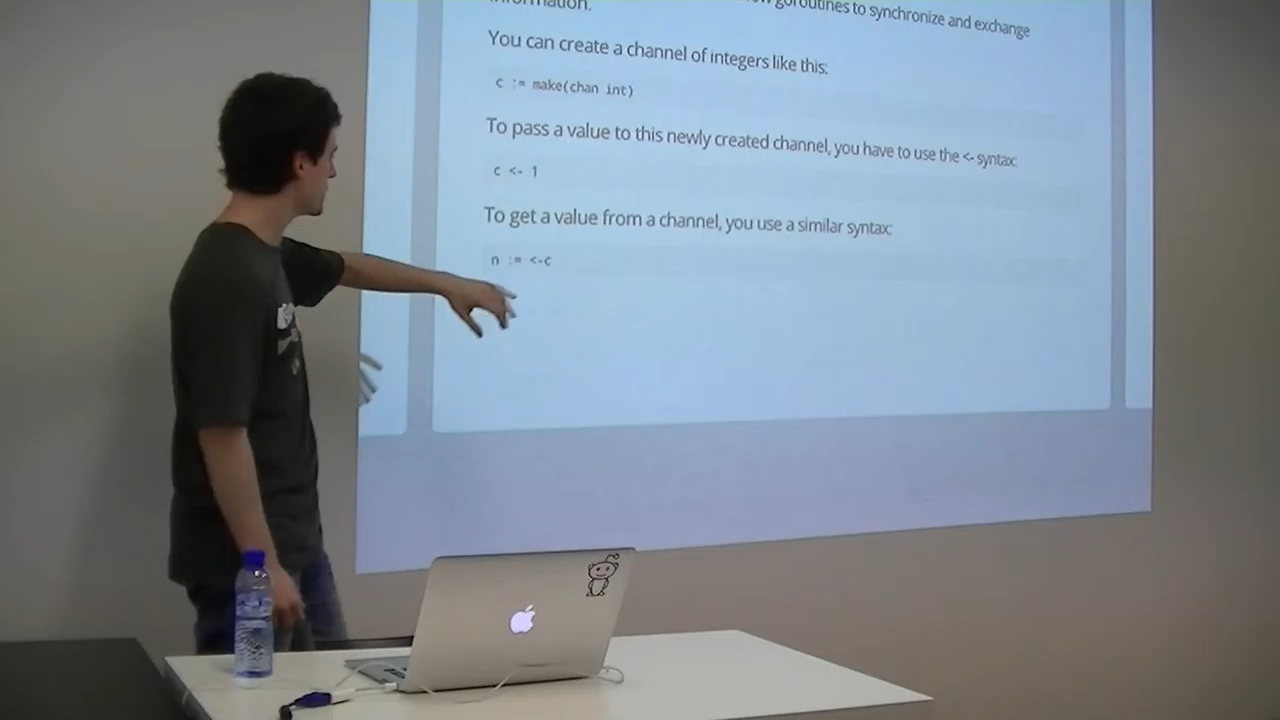 goroutines to synchronize and exchange
information.
You can create a channel of integers like this:
c := make(chan int)
To pass a value to this newly created channel, you have to use the <- syntax:
c <- 1
To get a value from a channel, you use a similar syntax:
n := <-c